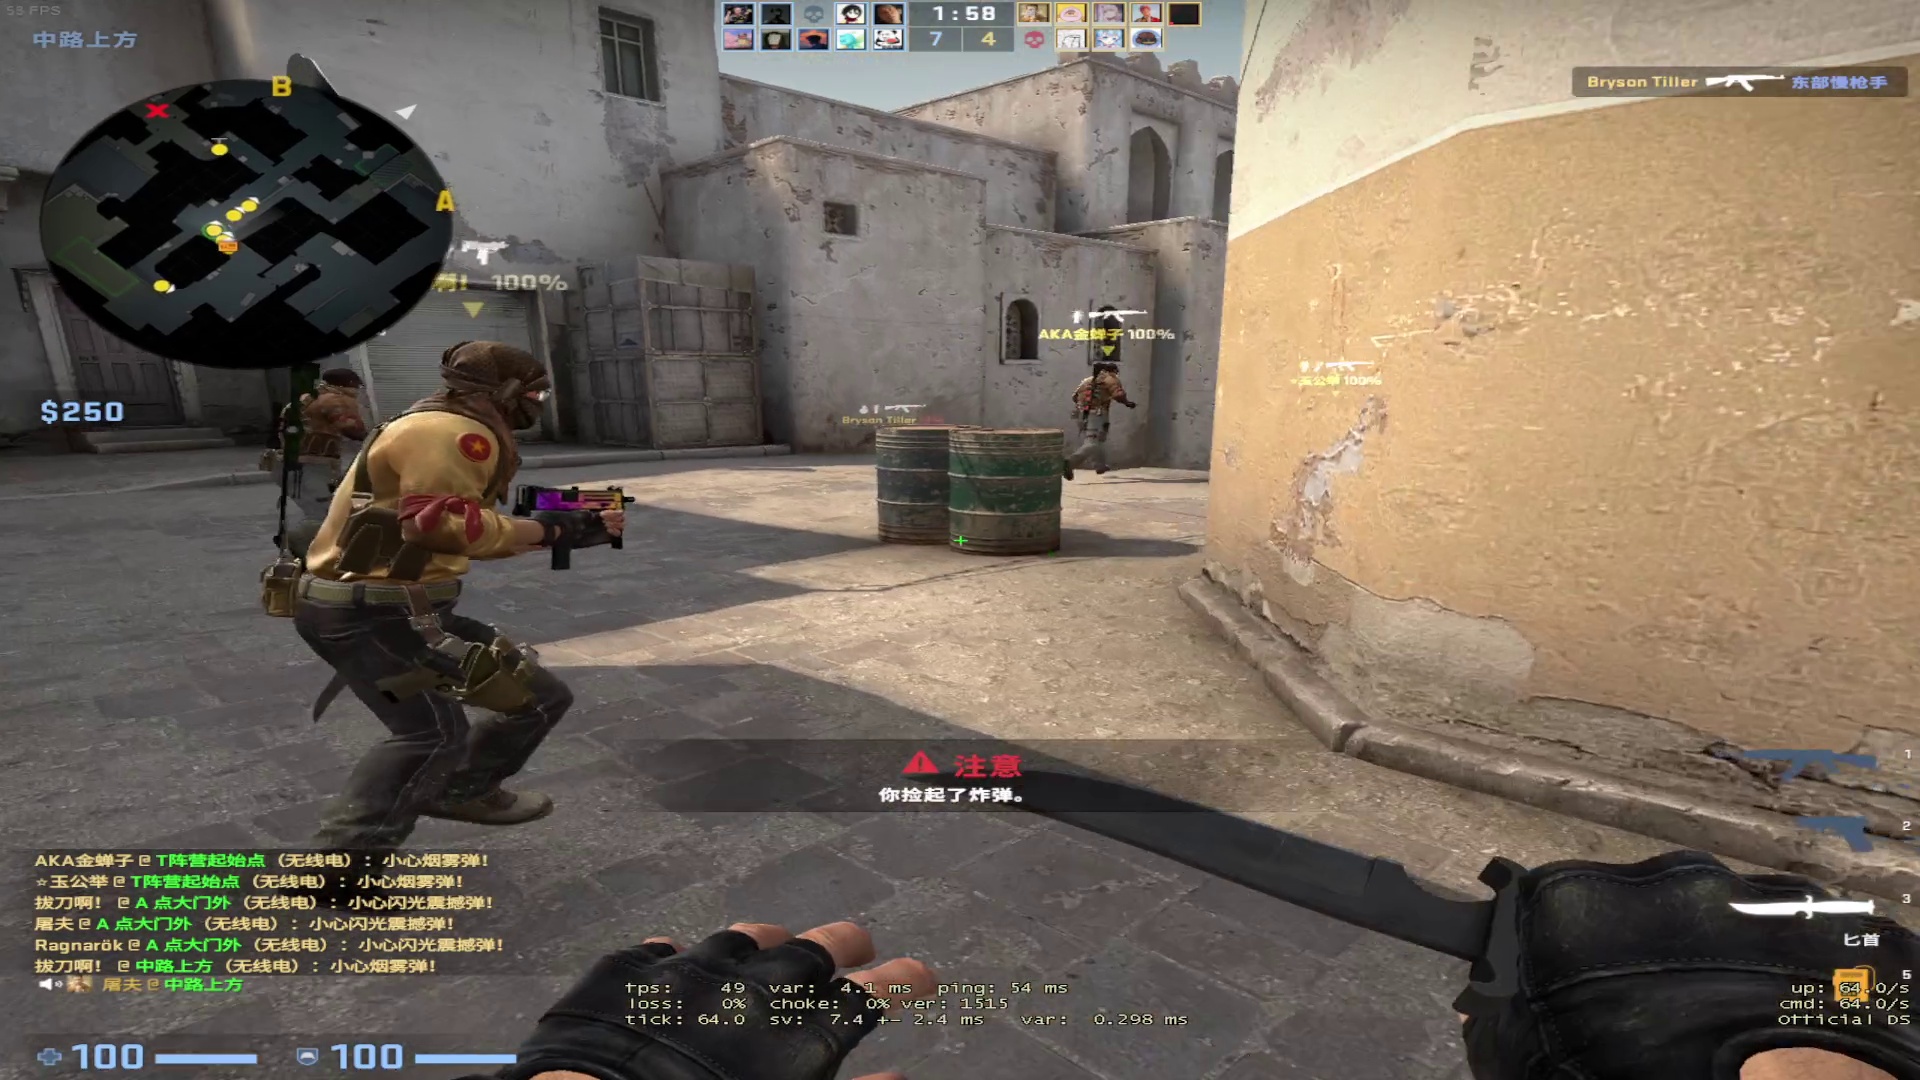 58 FPS
中路上方
1:58
7 4
Bryson Tiller 东部慢枪手
B
A
100%
AKA金蝉子 100%
☆玉公举 100%
Bryson Tiller
$250
注意
你捡起了炸弹。
1
2
3
匕首
5
AKA金蝉子 @ T阵营起始点 （无线电）： 小心烟雾弹！
☆玉公举 @ T阵营起始点 （无线电）： 小心烟雾弹！
拔刀啊！ @ A 点大门外 （无线电）： 小心闪光震撼弹！
屠夫 @ A 点大门外 （无线电）： 小心闪光震撼弹！
Ragnarök @ A 点大门外 （无线电）： 小心闪光震撼弹！
拔刀啊！ @ 中路上方 （无线电）： 小心烟雾弹！
屠夫 @ 中路上方
fps: 49 var: 4.1 ms ping: 54 ms
loss: 0% choke: 0% ver: 1515
tick: 64.0 sv: 7.4 +- 2.4 ms var: 0.298 ms
up: 64.0/s
cmd: 64.0/s
Official DS
100 100